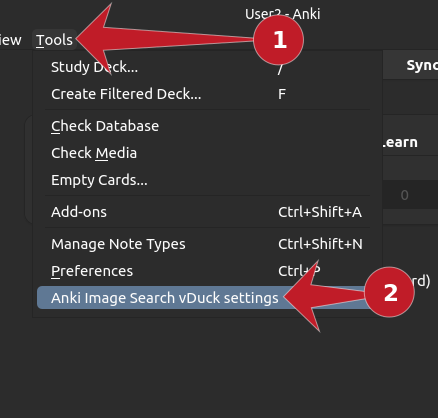 User2 - Anki
iew Tools
1
Sync
Study Deck... /
Create Filtered Deck... F
Check Database
Learn
Check Media
Empty Cards...
0
Add-ons Ctrl+Shift+A
Manage Note Types Ctrl+Shift+N
Preferences Ctrl+P
rd)
Anki Image Search vDuck settings
2